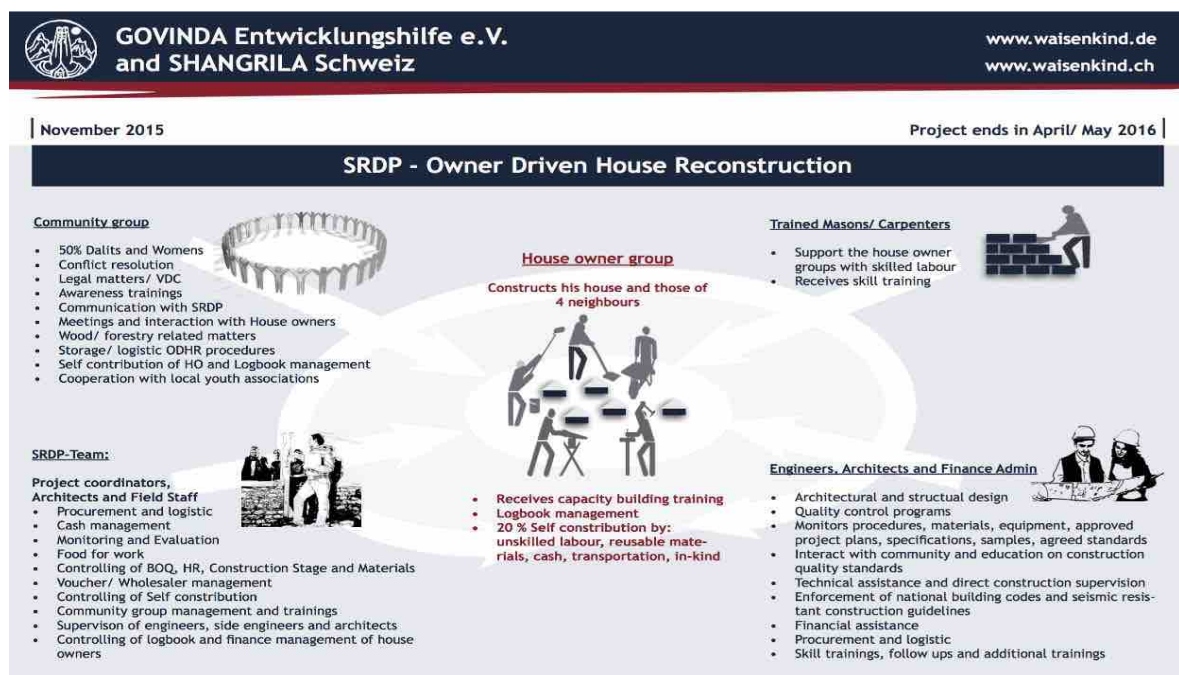 GOVINDA Entwicklungshilfe e.V.
and SHANGRILA Schweiz
www.waisenkind.de
www.waisenkind.ch
November 2015
Project ends in April/ May 2016
SRDP - Owner Driven House Reconstruction
Community group
• 50% Dalits and Womens
• Conflict resolution
• Legal matters/ VDC
• Awareness trainings
• Communication with SRDP
• Meetings and interaction with House owners
• Wood/ forestry related matters
• Storage/ logistic ODHR procedures
• Self contribution of HO and Logbook management
• Cooperation with local youth associations
House owner group
Constructs his house and those of
4 neighbours
• Receives capacity building training
• Logbook management
• 20 % Self constribution by:
unskilled labour, reusable mate-
rials, cash, transportation, in-kind
Trained Masons/ Carpenters
• Support the house owner
groups with skilled labour
• Receives skill training
SRDP-Team:
Project coordinators,
Architects and Field Staff
• Procurement and logistic
• Cash management
• Monitoring and Evaluation
• Food for work
• Controlling of BOQ, HR, Construction Stage and Materials
• Voucher/ Wholesaler management
• Controlling of Self constribution
• Community group management and trainings
• Supervison of engineers, side engineers and architects
• Controlling of logbook and finance management of house
owners
Engineers, Architects and Finance Admin
• Architectural and structual design
• Quality control programs
• Monitors procedures, materials, equipment, approved
project plans, specifications, samples, agreed standards
• Interact with community and education on construction
quality standards
• Technical assistance and direct construction supervision
• Enforcement of national building codes and seismic resis-
tant construction guidelines
• Financial assistance
• Procurement and logistic
• Skill trainings, follow ups and additional trainings